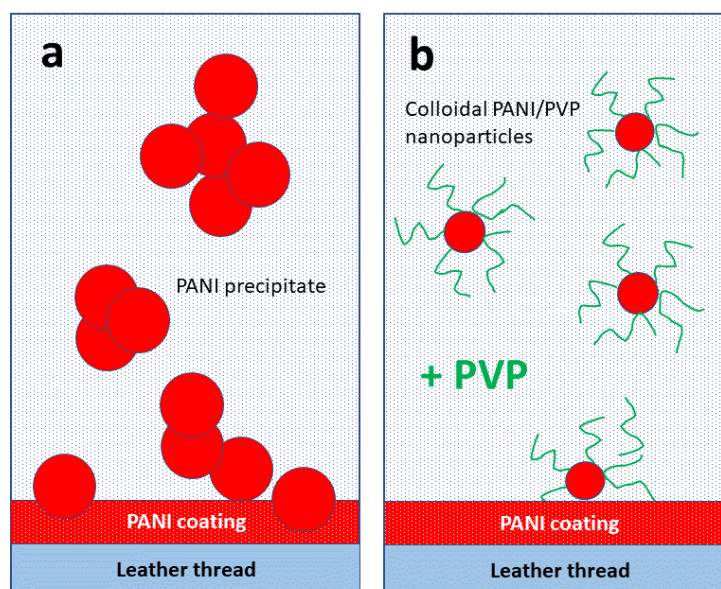 a
PANI precipitate
PANI coating
Leather thread
b
Colloidal PANI/PVP
nanoparticles
+ PVP
PANI coating
Leather thread